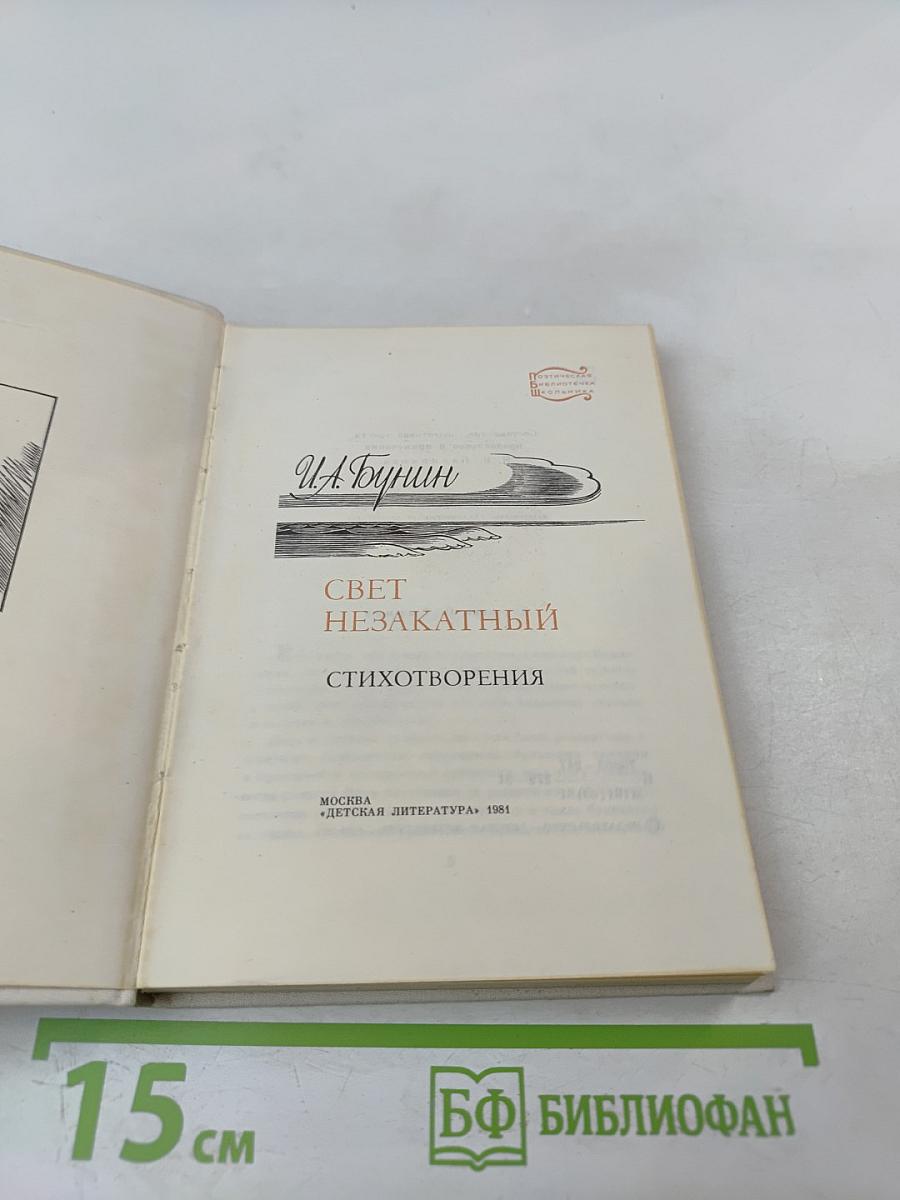 Поэтическая
Библиотечка
Школьника
И.А. Бунин
СВЕТ
НЕЗАКАТНЫЙ
СТИХОТВОРЕНИЯ
МОСКВА
«ДЕТСКАЯ ЛИТЕРАТУРА» 1981
15 см
БФ БИБЛИОФАН